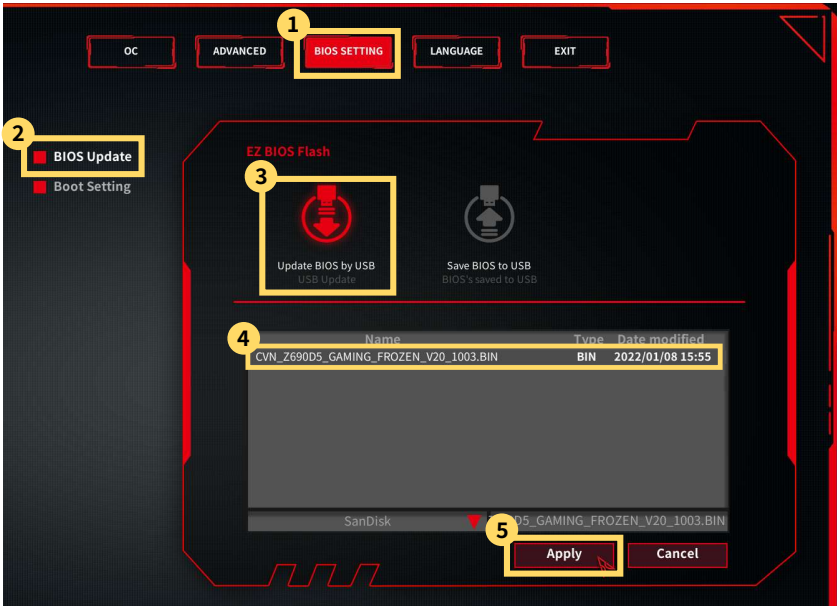 1
OC ADVANCED BIOS SETTING LANGUAGE EXIT
2
BIOS Update
Boot Setting
EZ BIOS Flash
3
Update BIOS by USB Save BIOS to USB
USB Update BIOS's saved to USB
4
Name Type Date modified
CVN_Z690D5_GAMING_FROZEN_V20_1003.BIN BIN 2022/01/08 15:55
SanDisk D5_GAMING_FROZEN_V20_1003.BIN
5
Apply Cancel